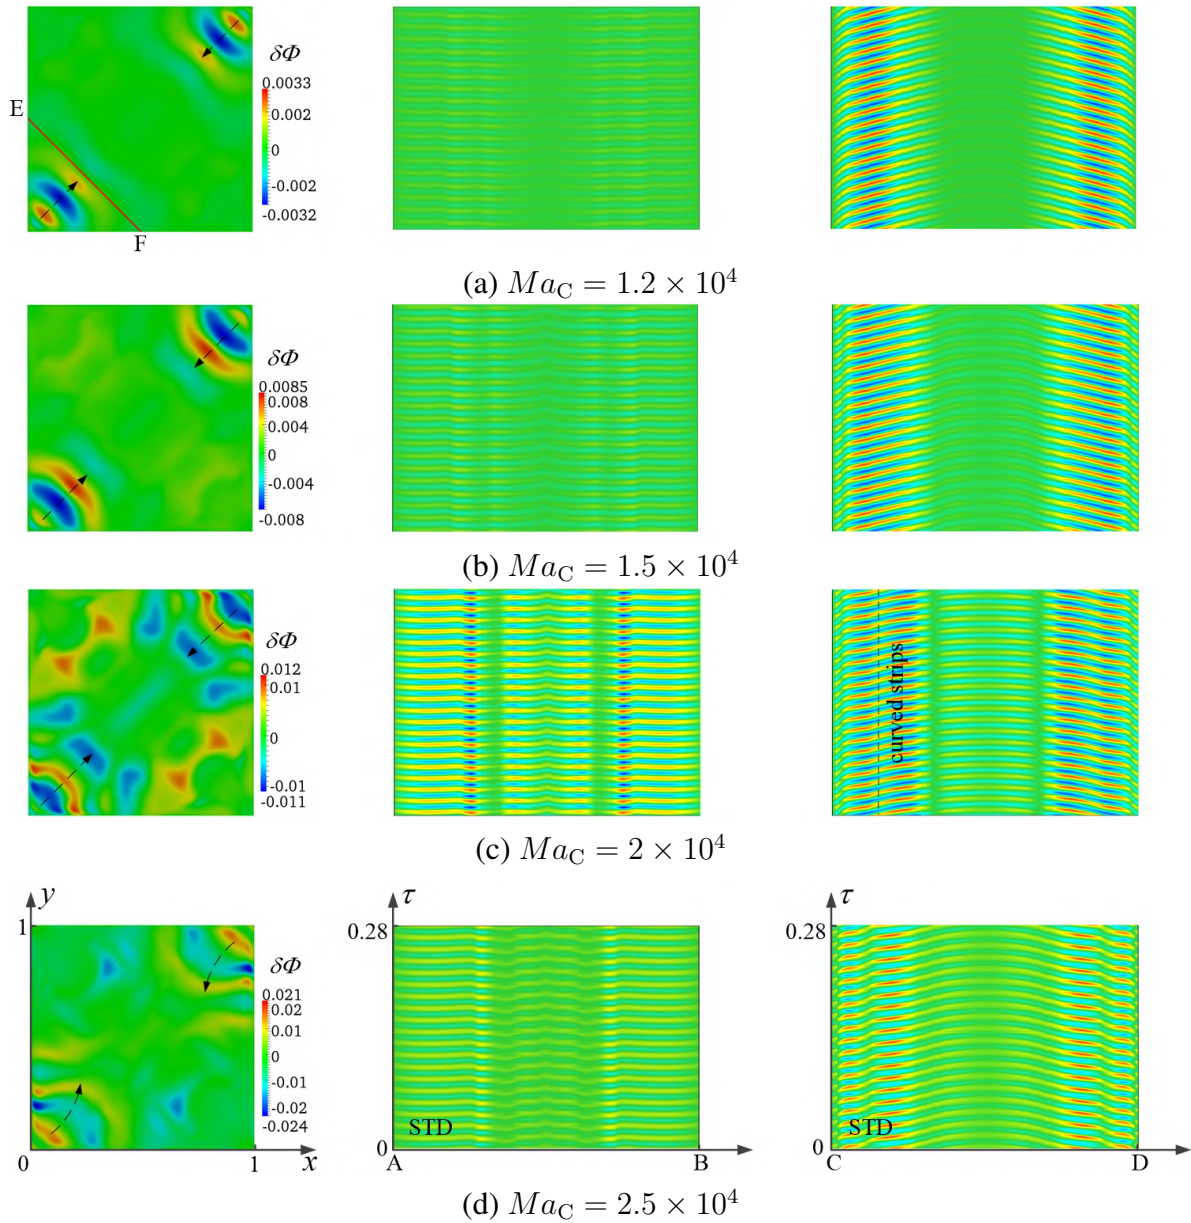 δΦ
0.0033
0.002
0
-0.002
-0.0032
E
F
(a) Ma_C = 1.2 × 10^4
δΦ
0.0085
0.008
0.004
0
-0.004
-0.008
(b) Ma_C = 1.5 × 10^4
δΦ
0.012
0.01
0
-0.01
-0.011
curved strips
(c) Ma_C = 2 × 10^4
y
1
0
1
x
δΦ
0.021
0.02
0.01
0
-0.01
-0.02
-0.024
τ
0.28
STD
0
A
B
τ
0.28
STD
0
C
D
(d) Ma_C = 2.5 × 10^4